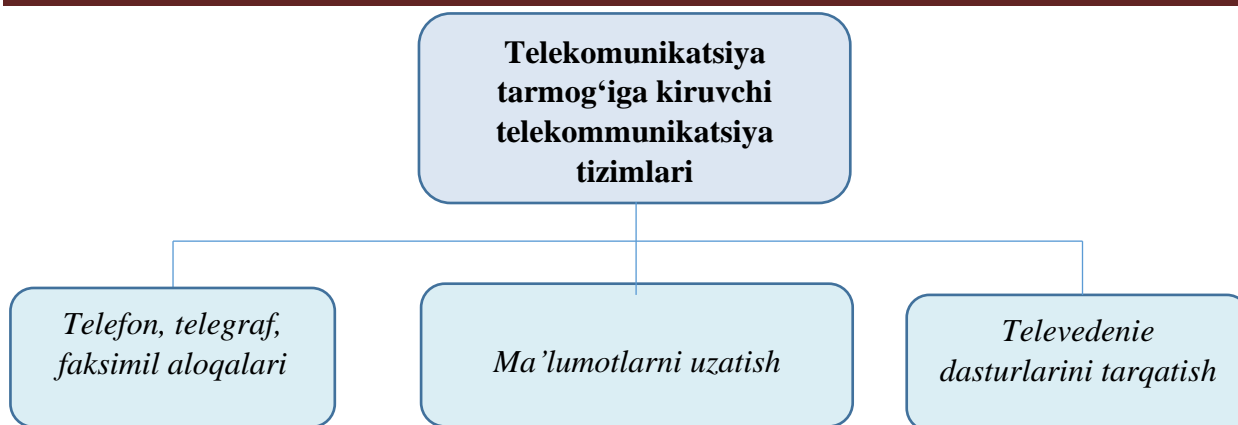 Telekomunikatsiya
tarmog‘iga kiruvchi
telekommunikatsiya
tizimlari
Telefon, telegraf,
faksimil aloqalari
Ma’lumotlarni uzatish
Televedenie
dasturlarini tarqatish